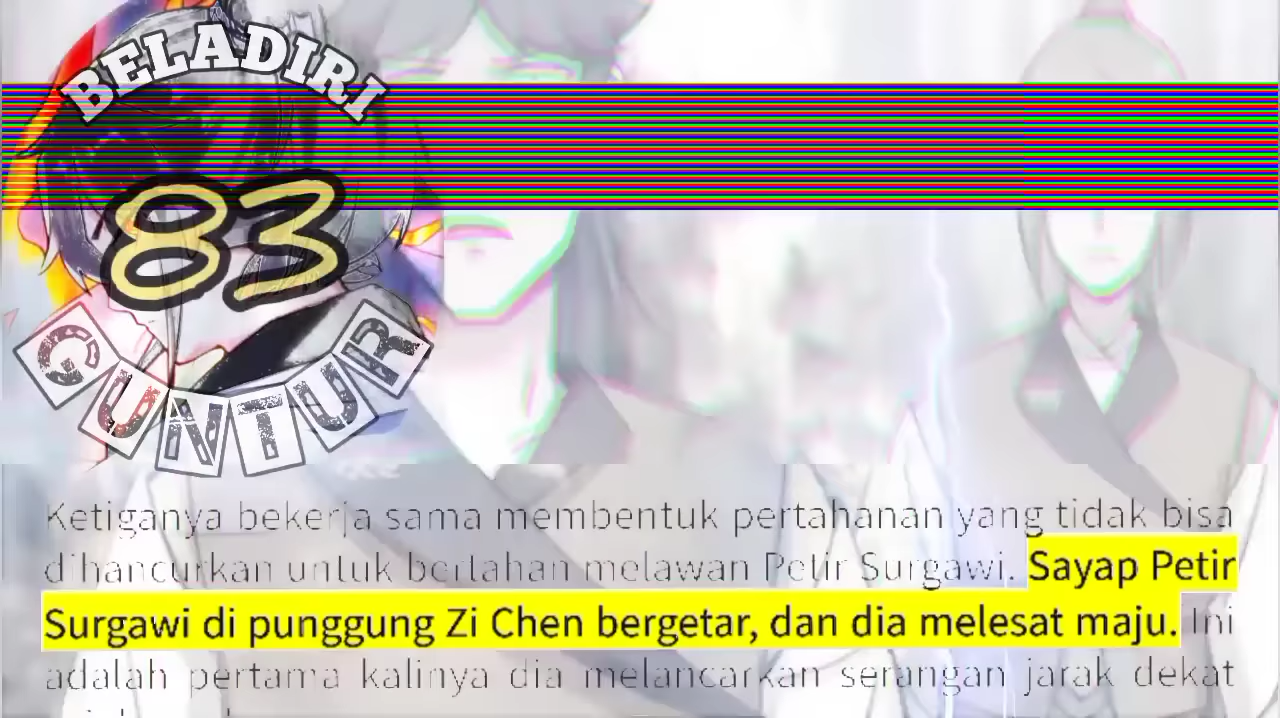 BELADIRI
83
GUNTUR
Ketiganya bekerja sama membentuk pertahanan yang tidak bisa
dihancurkan untuk bertahan melawan Petir Surgawi. Sayap Petir
Surgawi di punggung Zi Chen bergetar, dan dia melesat maju. Ini
adalah pertama kalinya dia melancarkan serangan jarak dekat